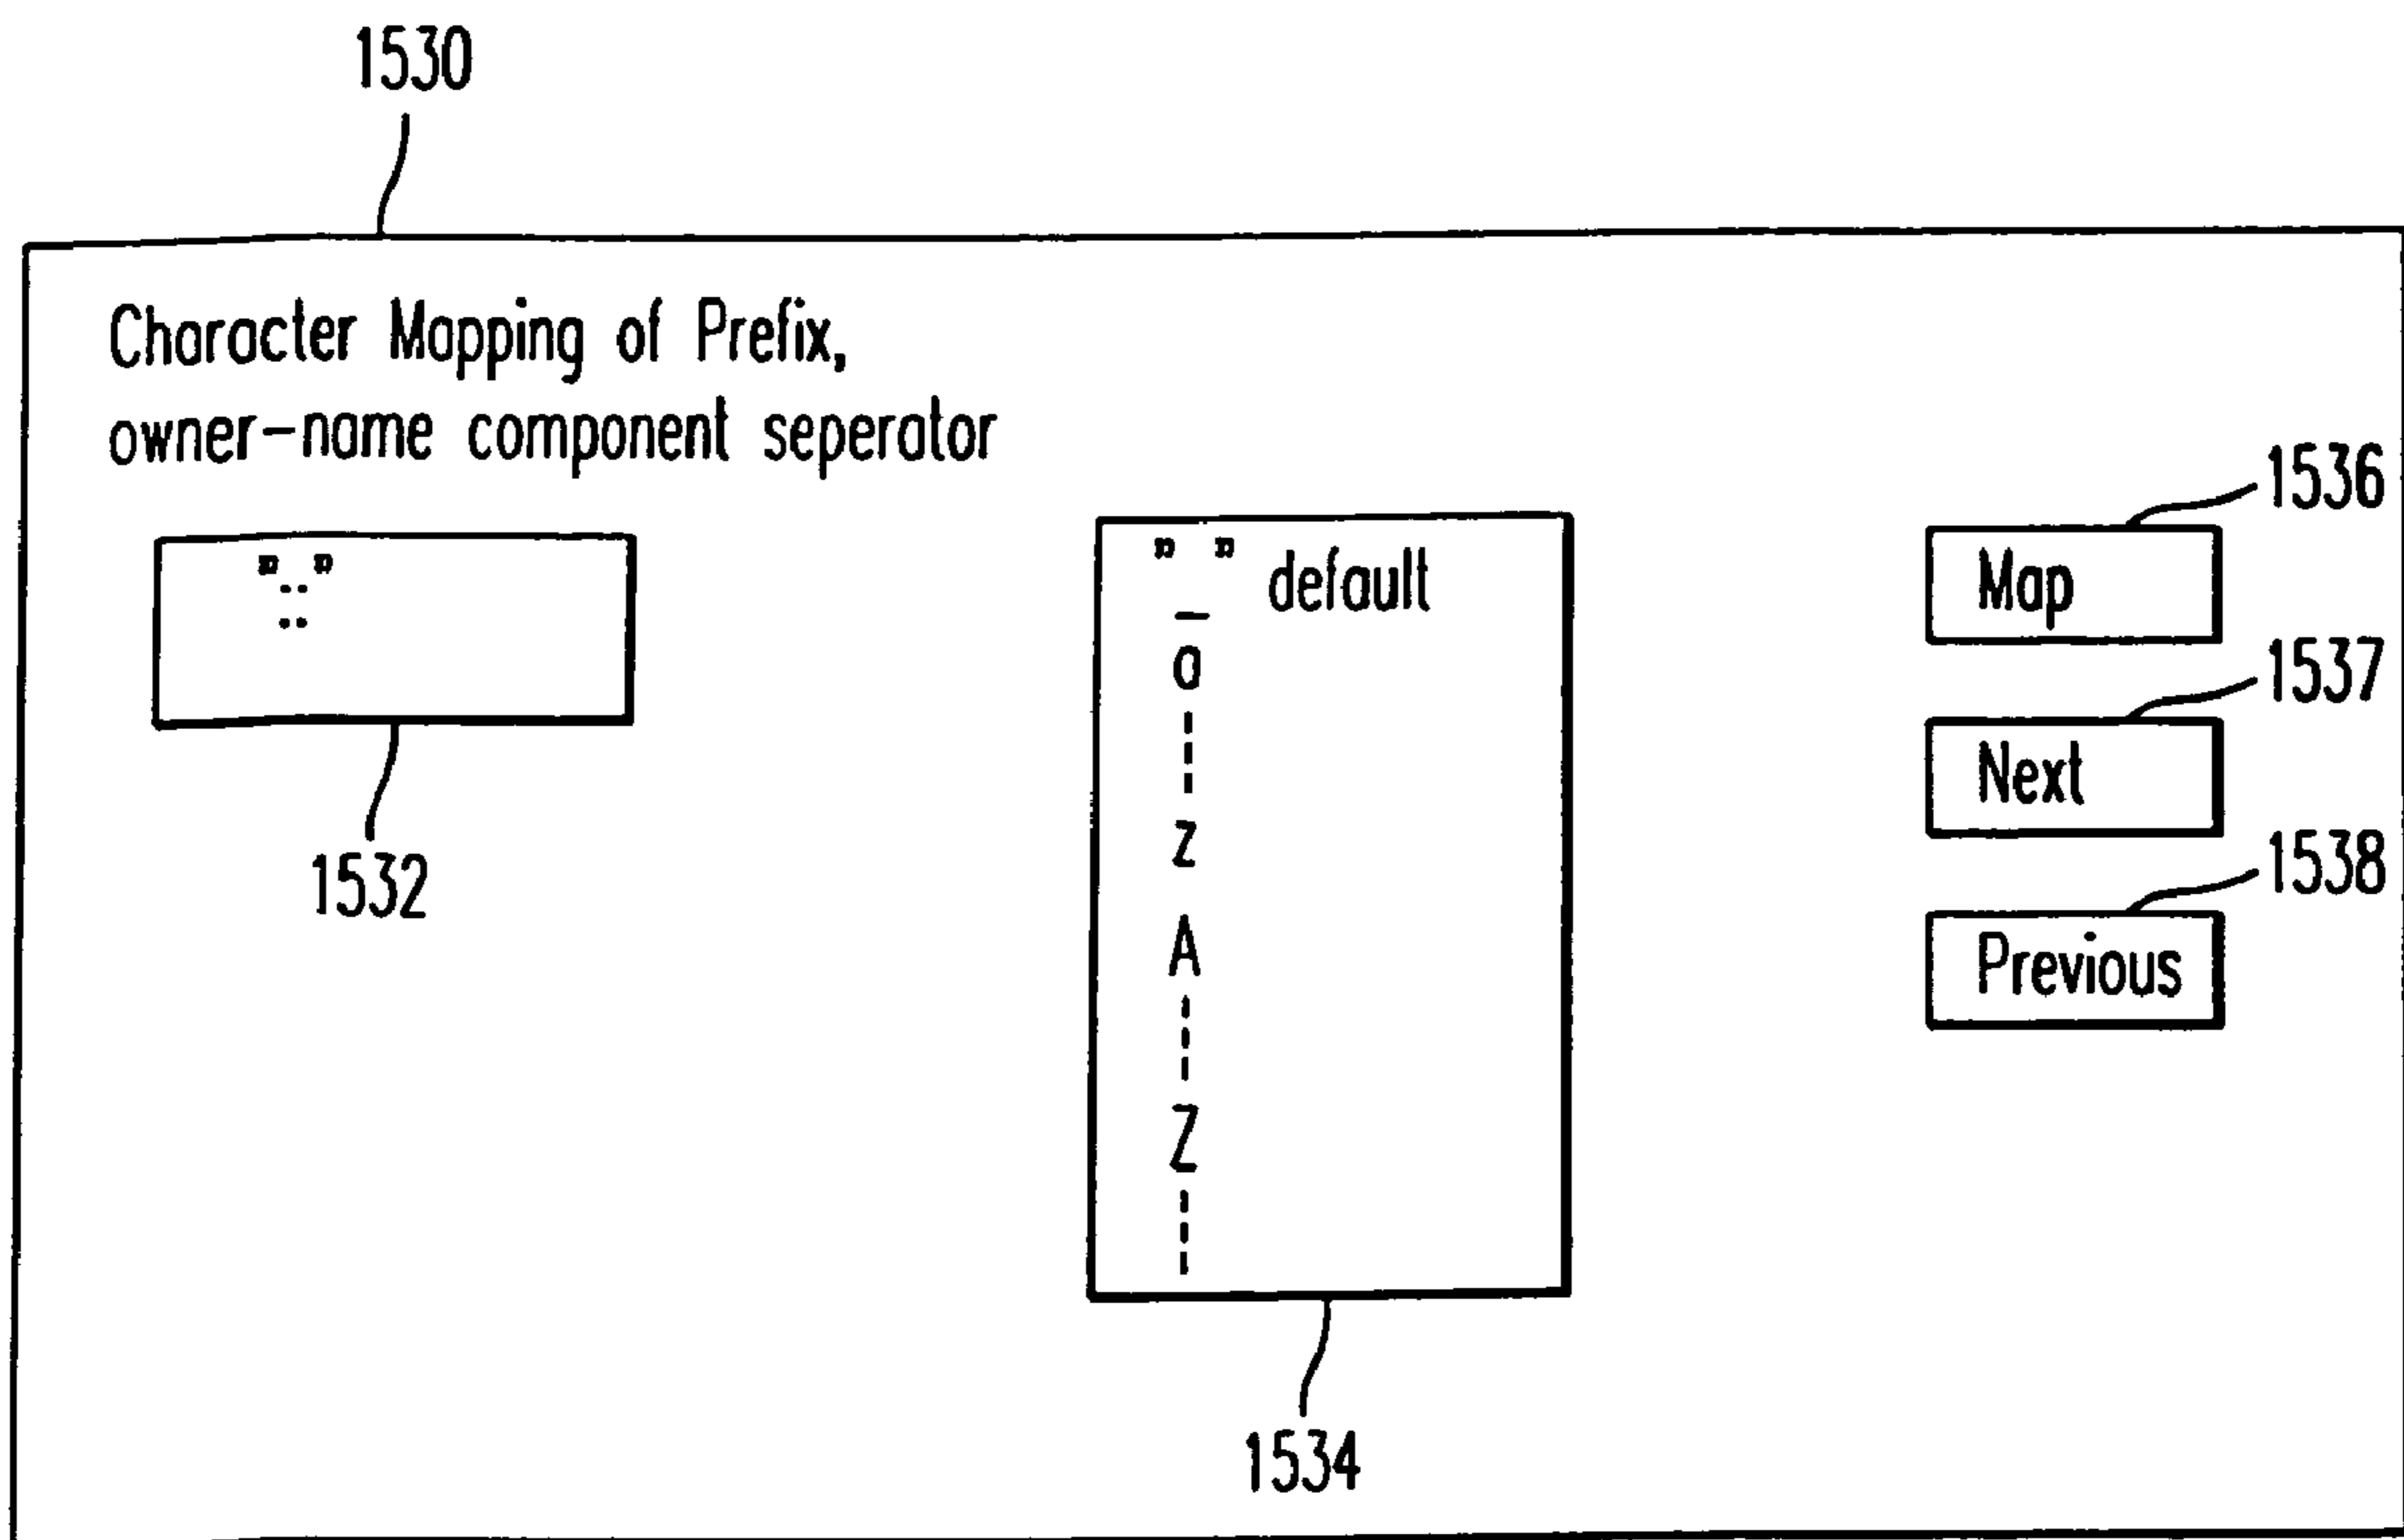 1530
Character Mapping of Prefix,
owner-name component seperator
" "
::
1532
" " default
_
a
z
A
Z
1534
1536
Map
1537
Next
1538
Previous